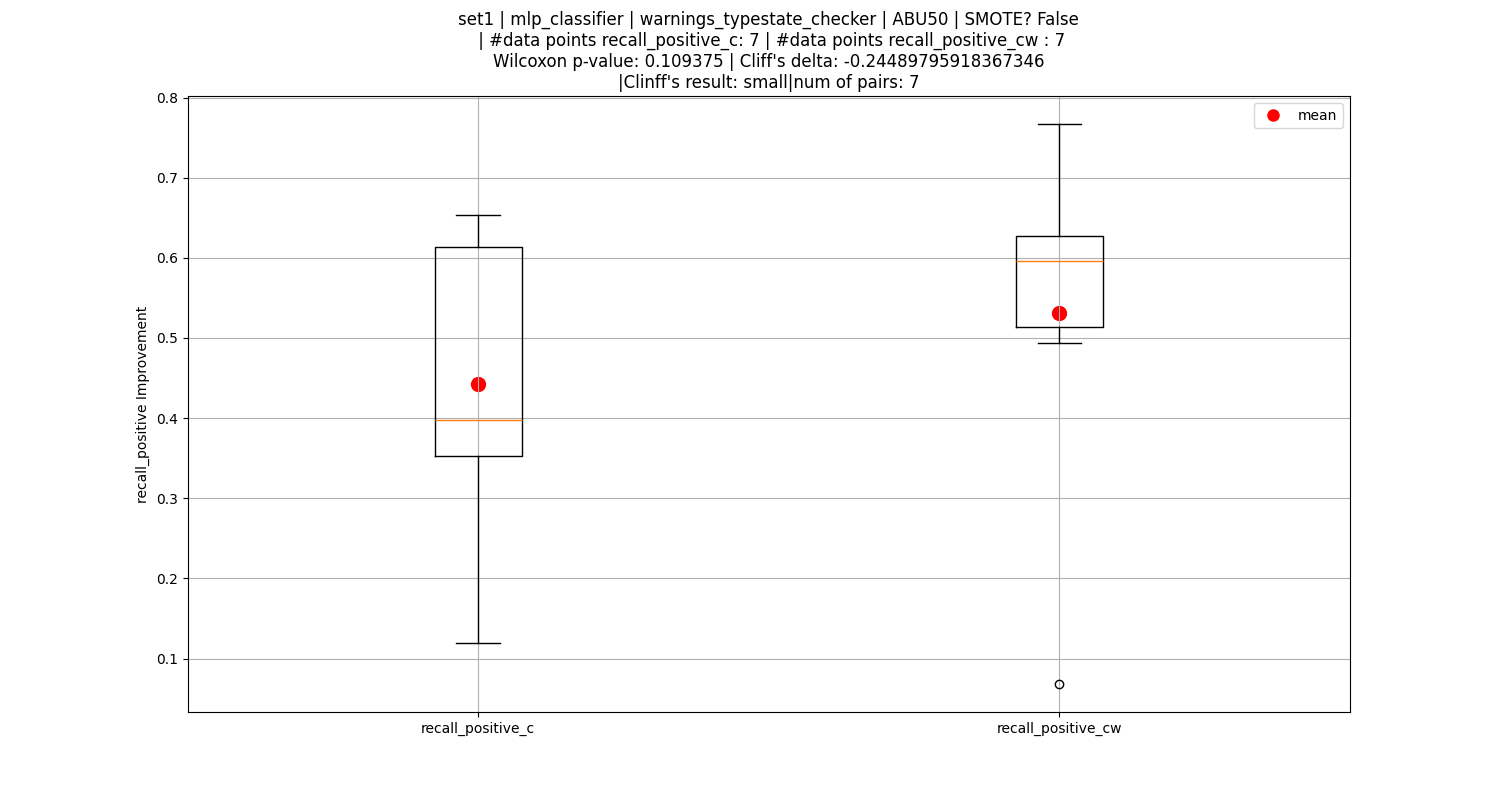 set1 | mlp_classifier | warnings_typestate_checker | ABU50 | SMOTE? False
| #data points recall_positive_c: 7 | #data points recall_positive_cw : 7
Wilcoxon p-value: 0.109375 | Cliff's delta: -0.24489795918367346
|Clinff's result: small|num of pairs: 7
mean
0.8
0.7
0.6
0.5
0.4
0.3
0.2
0.1
recall_positive Improvement
recall_positive_c
recall_positive_cw